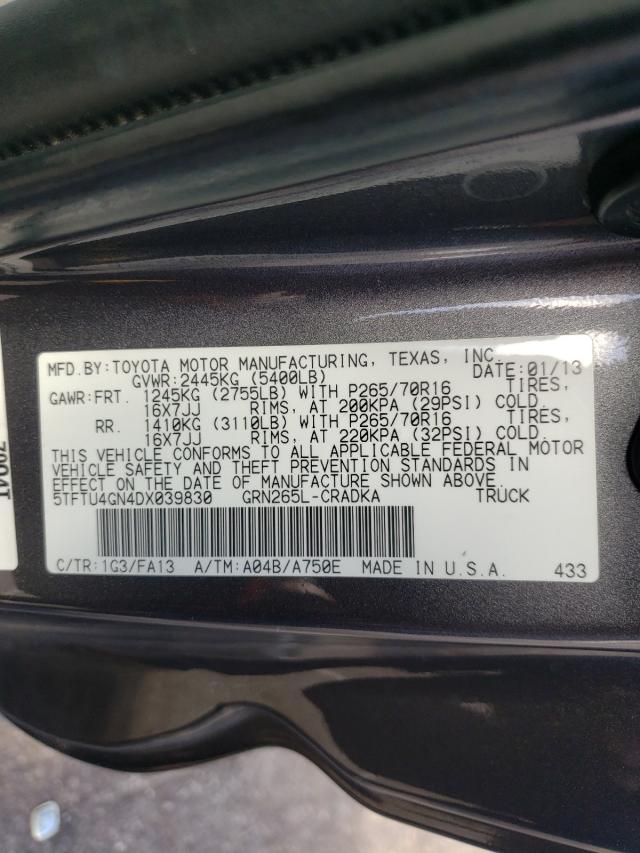 MFD.BY:TOYOTA MOTOR MANUFACTURING, TEXAS, INC.
GVWR:2445KG (5400LB) DATE:01/13
GAWR:FRT. 1245KG (2755LB) WITH P265/70R16 TIRES,
16X7JJ RIMS, AT 200KPA (29PSI) COLD.
RR. 1410KG (3110LB) WITH P265/70R16 TIRES,
16X7JJ RIMS, AT 220KPA (32PSI) COLD.
THIS VEHICLE CONFORMS TO ALL APPLICABLE FEDERAL MOTOR
VEHICLE SAFETY AND THEFT PREVENTION STANDARDS IN
EFFECT ON THE DATE OF MANUFACTURE SHOWN ABOVE.
5TFTU4GN4DX039830 GRN265L-CRADKA TRUCK
C/TR:1G3/FA13 A/TM:A04B/A750E MADE IN U.S.A. 433